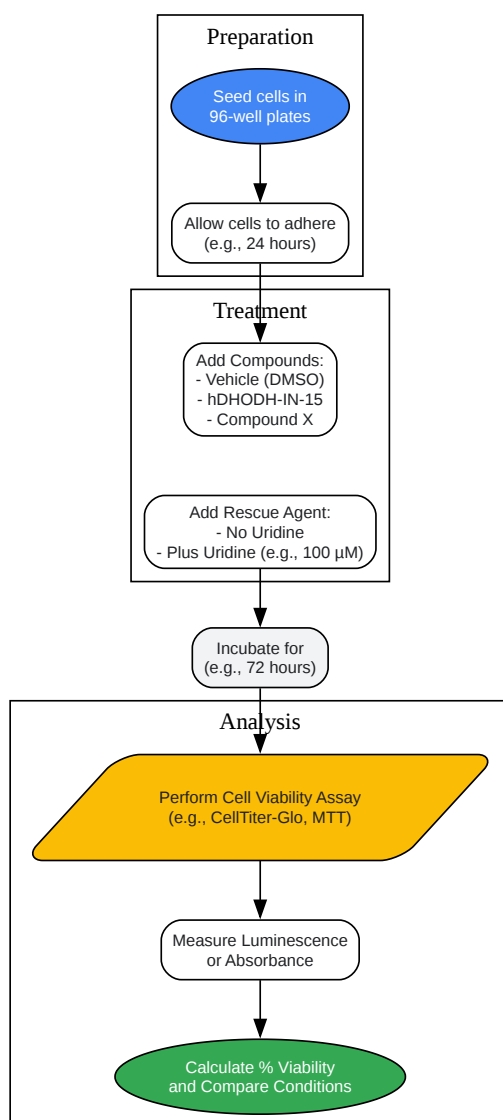 Preparation
Seed cells in
96-well plates
Allow cells to adhere
(e.g., 24 hours)
Treatment
Add Compounds:
- Vehicle (DMSO)
- hDHODH-IN-15
- Compound X
Add Rescue Agent:
- No Uridine
- Plus Uridine (e.g., 100 µM)
Incubate for
(e.g., 72 hours)
Analysis
Perform Cell Viability Assay
(e.g., CellTiter-Glo, MTT)
Measure Luminescence
or Absorbance
Calculate % Viability
and Compare Conditions